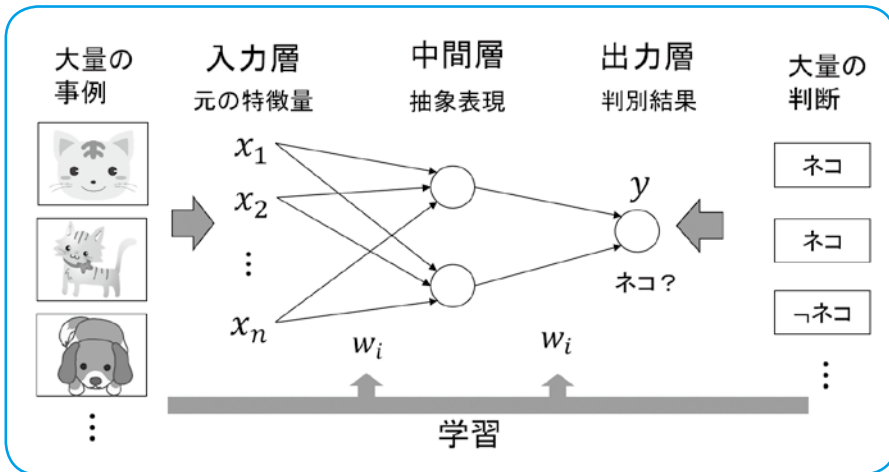 大量の
事例
入力層
元の特徴量
中間層
抽象表現
出力層
判別結果
大量の
判断
x₁
x₂
⋮
xₙ
wᵢ
wᵢ
y
ネコ？
ネコ
ネコ
¬ネコ
⋮
⋮
学習